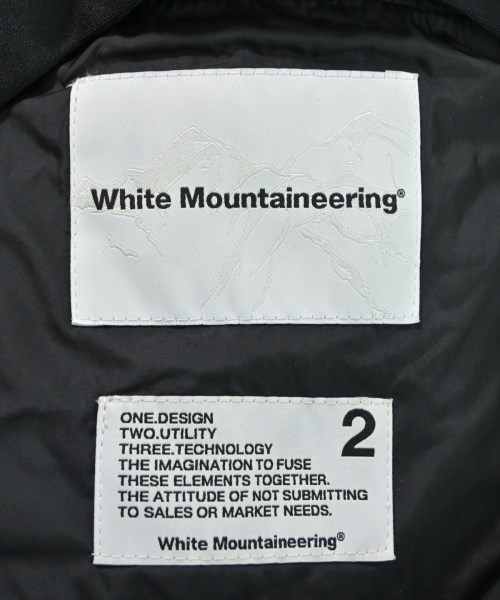 White Mountaineering®
ONE.DESIGN
TWO.UTILITY
THREE.TECHNOLOGY
THE IMAGINATION TO FUSE
THESE ELEMENTS TOGETHER.
THE ATTITUDE OF NOT SUBMITTING
TO SALES OR MARKET NEEDS.
2
White Mountaineering®